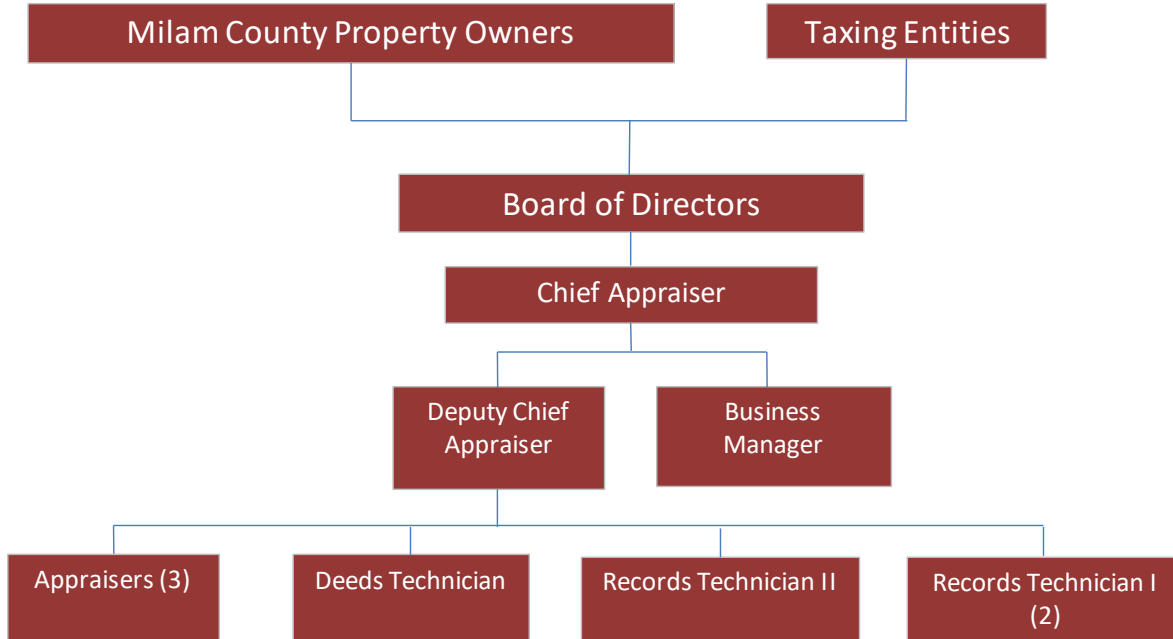 Milam County Property Owners
Taxing Entities
Board of Directors
Chief Appraiser
Deputy Chief
Appraiser
Business
Manager
Appraisers (3)
Deeds Technician
Records Technician II
Records Technician I
(2)